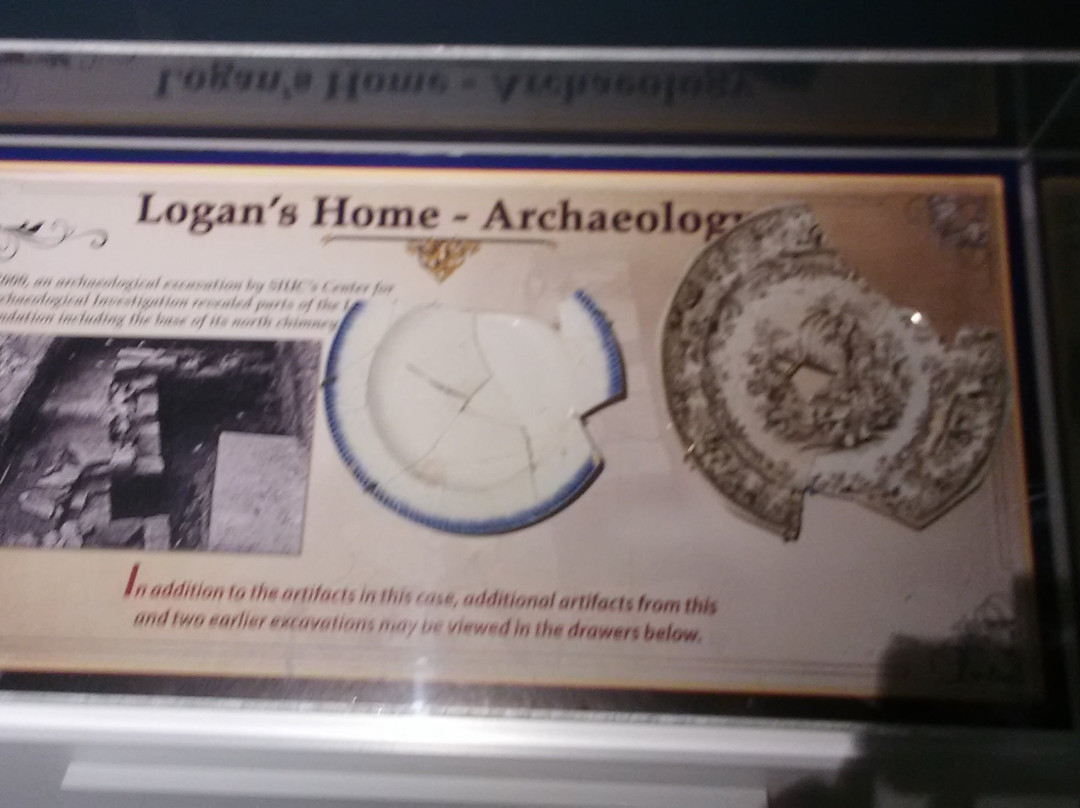 Logan's Home - Archaeology
2000, an archaeological excavation by SIUC's Center for
chaeological Investigation revealed parts of the
ndation including the base of its north chimney
In addition to the artifacts in this case, additional artifacts from this
and two earlier excavations may be viewed in the drawers below.